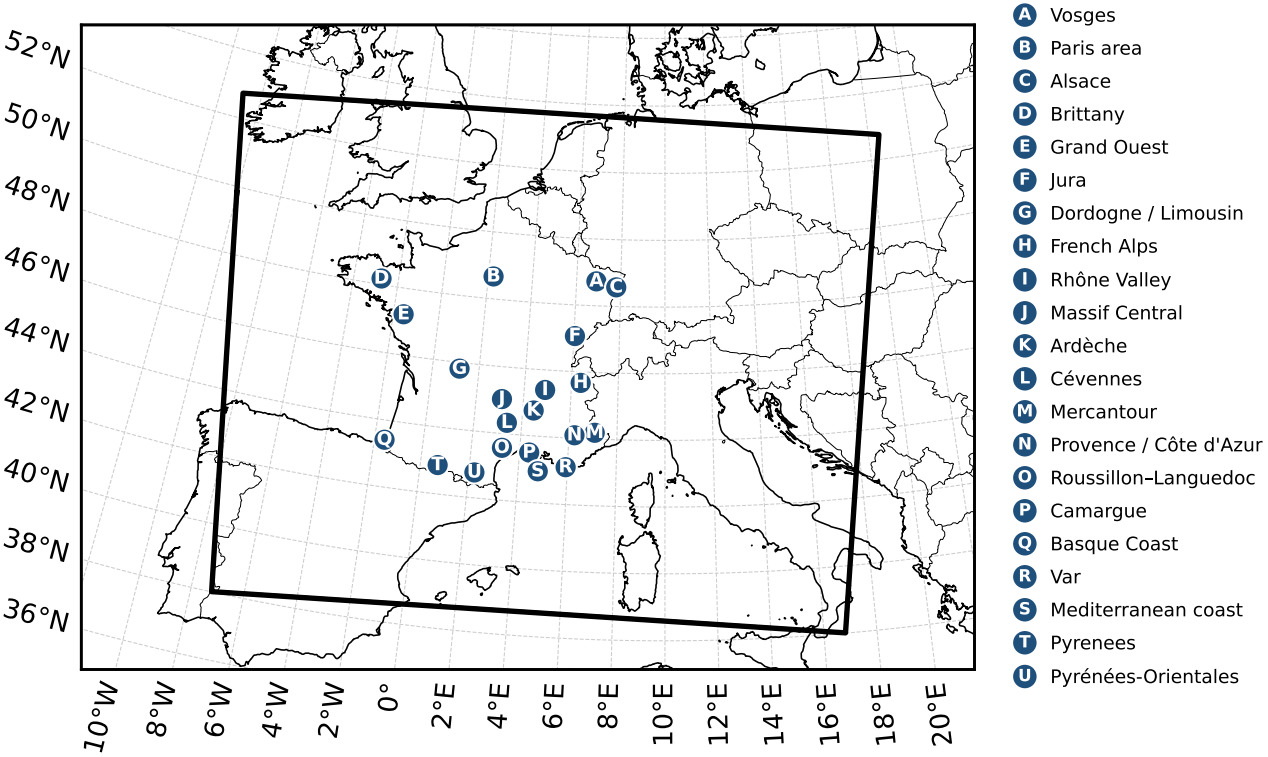 52°N
50°N
48°N
46°N
44°N
42°N
40°N
38°N
36°N
10°W
8°W
6°W
4°W
2°W
0°
2°E
4°E
6°E
8°E
10°E
12°E
14°E
16°E
18°E
20°E
D
B
A
C
E
F
G
H
I
J
K
L
Q
N
M
O
P
T
U
S
R
A Vosges
B Paris area
C Alsace
D Brittany
E Grand Ouest
F Jura
G Dordogne / Limousin
H French Alps
I Rhône Valley
J Massif Central
K Ardèche
L Cévennes
M Mercantour
N Provence / Côte d'Azur
O Roussillon–Languedoc
P Camargue
Q Basque Coast
R Var
S Mediterranean coast
T Pyrenees
U Pyrénées-Orientales